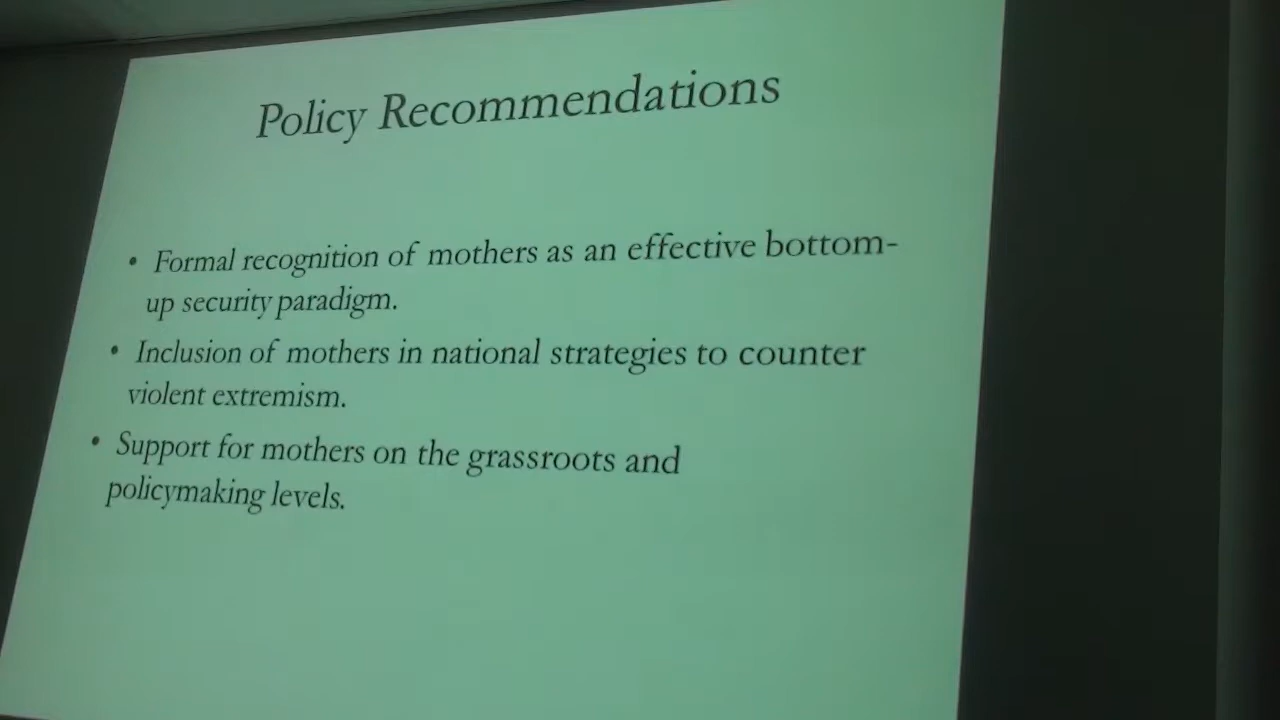 Policy Recommendations
• Formal recognition of mothers as an effective bottom-
up security paradigm.
• Inclusion of mothers in national strategies to counter
violent extremism.
• Support for mothers on the grassroots and
policymaking levels.